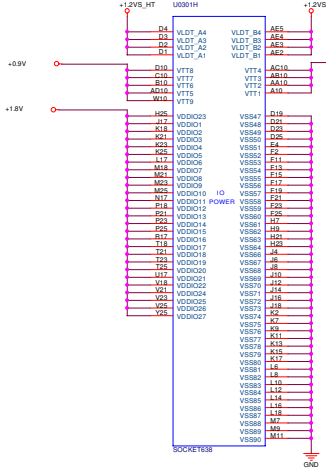 +1.2VS_HT U0301H +1.2VS
D4 VLDT_A4 VLDT_B4 AE5
D3 VLDT_A3 VLDT_B3 AE4
D2 VLDT_A2 VLDT_B2 AE3
D1 VLDT_A1 VLDT_B1 AE2
+0.9V
D10 VTT8 VTT4 AC10
C10 VTT7 VTT3 AB10
B10 VTT6 VTT2 AA10
AD10 VTT5 VTT1 A10
W10 VTT9
+1.8V
H25 VDDIO23 VSS47 D19
J17 VDDIO1 VSS48 D21
K18 VDDIO2 VSS49 D23
K21 VDDIO3 VSS50 D25
K23 VDDIO4 VSS51 E4
K25 VDDIO5 VSS52 F2
L17 VDDIO6 VSS53 F11
M18 VDDIO7 VSS54 F13
M21 VDDIO8 VSS55 F15
M23 VDDIO9 VSS56 F17
M25 VDDIO10 IO VSS57 F19
N17 VDDIO11 POWER VSS58 F21
P18 VDDIO12 VSS59 F23
P21 VDDIO13 VSS60 F25
P23 VDDIO14 VSS61 H7
P25 VDDIO15 VSS62 H9
R17 VDDIO16 VSS63 H21
T18 VDDIO17 VSS64 H23
T21 VDDIO18 VSS65 J4
T23 VDDIO19 VSS66 J6
T25 VDDIO20 VSS68 J8
U17 VDDIO21 VSS69 J10
V18 VDDIO22 VSS70 J12
V21 VDDIO24 VSS71 J14
V23 VDDIO25 VSS72 J16
V25 VDDIO26 VSS73 J18
Y25 VDDIO27 VSS74 K2
VSS75 K7
VSS76 K9
VSS77 K11
VSS78 K13
VSS79 K15
VSS80 K17
VSS81 L6
VSS82 L8
VSS83 L10
VSS84 L12
VSS85 L14
VSS86 L16
VSS87 L18
VSS88 M7
VSS89 M9
VSS90 M11
SOCKET638
GND